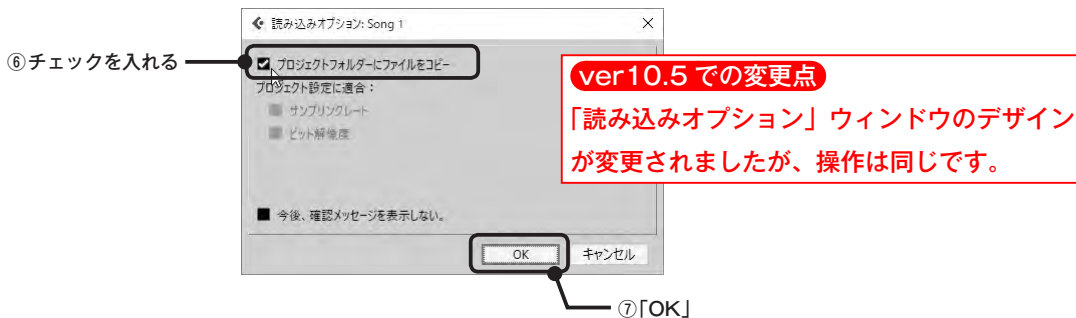 読み込みオプション: Song 1
⑥チェックを入れる
プロジェクトフォルダーにファイルをコピー
プロジェクト設定に適合：
サンプリングレート
ビット解像度
ver10.5 での変更点
「読み込みオプション」ウィンドウのデザイン
が変更されましたが、操作は同じです。
今後、確認メッセージを表示しない。
OK
キャンセル
⑦「OK」